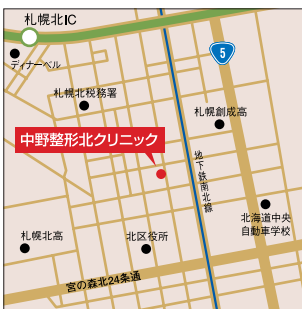 札幌北IC
ディナーベル
5
札幌北税務署
札幌創成高
中野整形北クリニック
地下鉄南北線
札幌北高
北区役所
北海道中央
自動車学校
宮の森北24条通